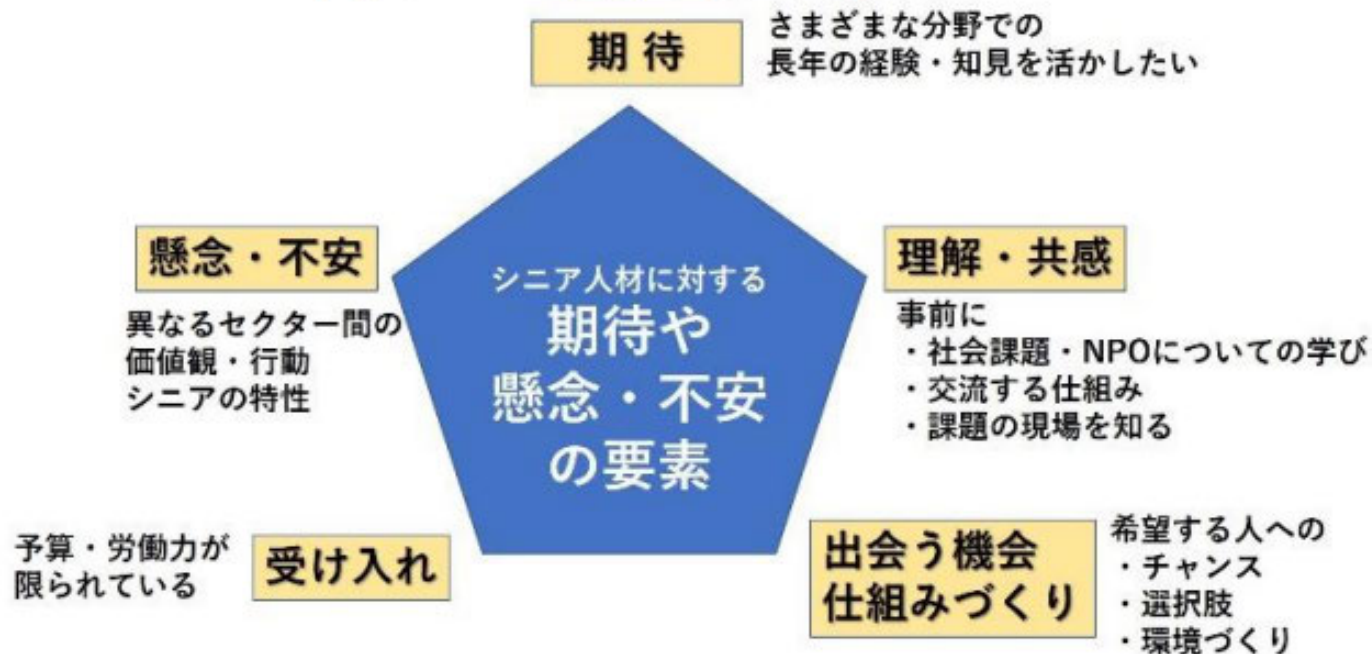 期 待
さまざまな分野での
長年の経験・知見を活かしたい
懸念・不安
異なるセクター間の
価値観・行動
シニアの特性
シニア人材に対する
期待や
懸念・不安
の要素
理解・共感
事前に
・社会課題・NPOについての学び
・交流する仕組み
・課題の現場を知る
予算・労働力が
限られている
受け入れ
出会う機会
仕組みづくり
希望する人への
・チャンス
・選択肢
・環境づくり